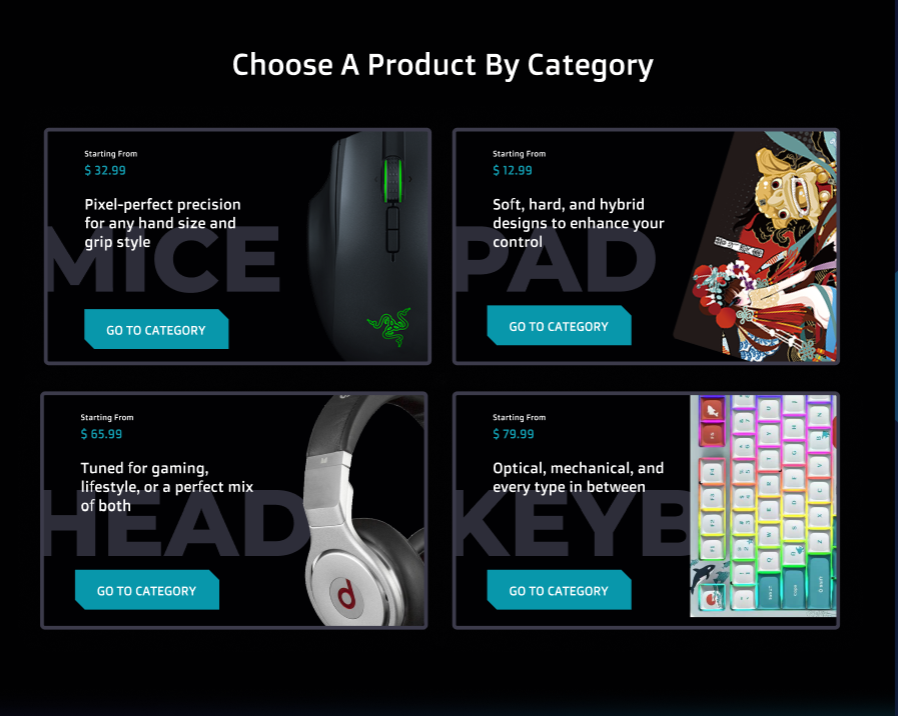 Choose A Product By Category
Starting From
$ 32.99
Pixel-perfect precision
for any hand size and
grip style
MICE
GO TO CATEGORY
Starting From
$ 12.99
Soft, hard, and hybrid
designs to enhance your
control
PAD
GO TO CATEGORY
Starting From
$ 65.99
Tuned for gaming,
lifestyle, or a perfect mix
of both
HEAD
GO TO CATEGORY
Starting From
$ 79.99
Optical, mechanical, and
every type in between
KEYB
GO TO CATEGORY